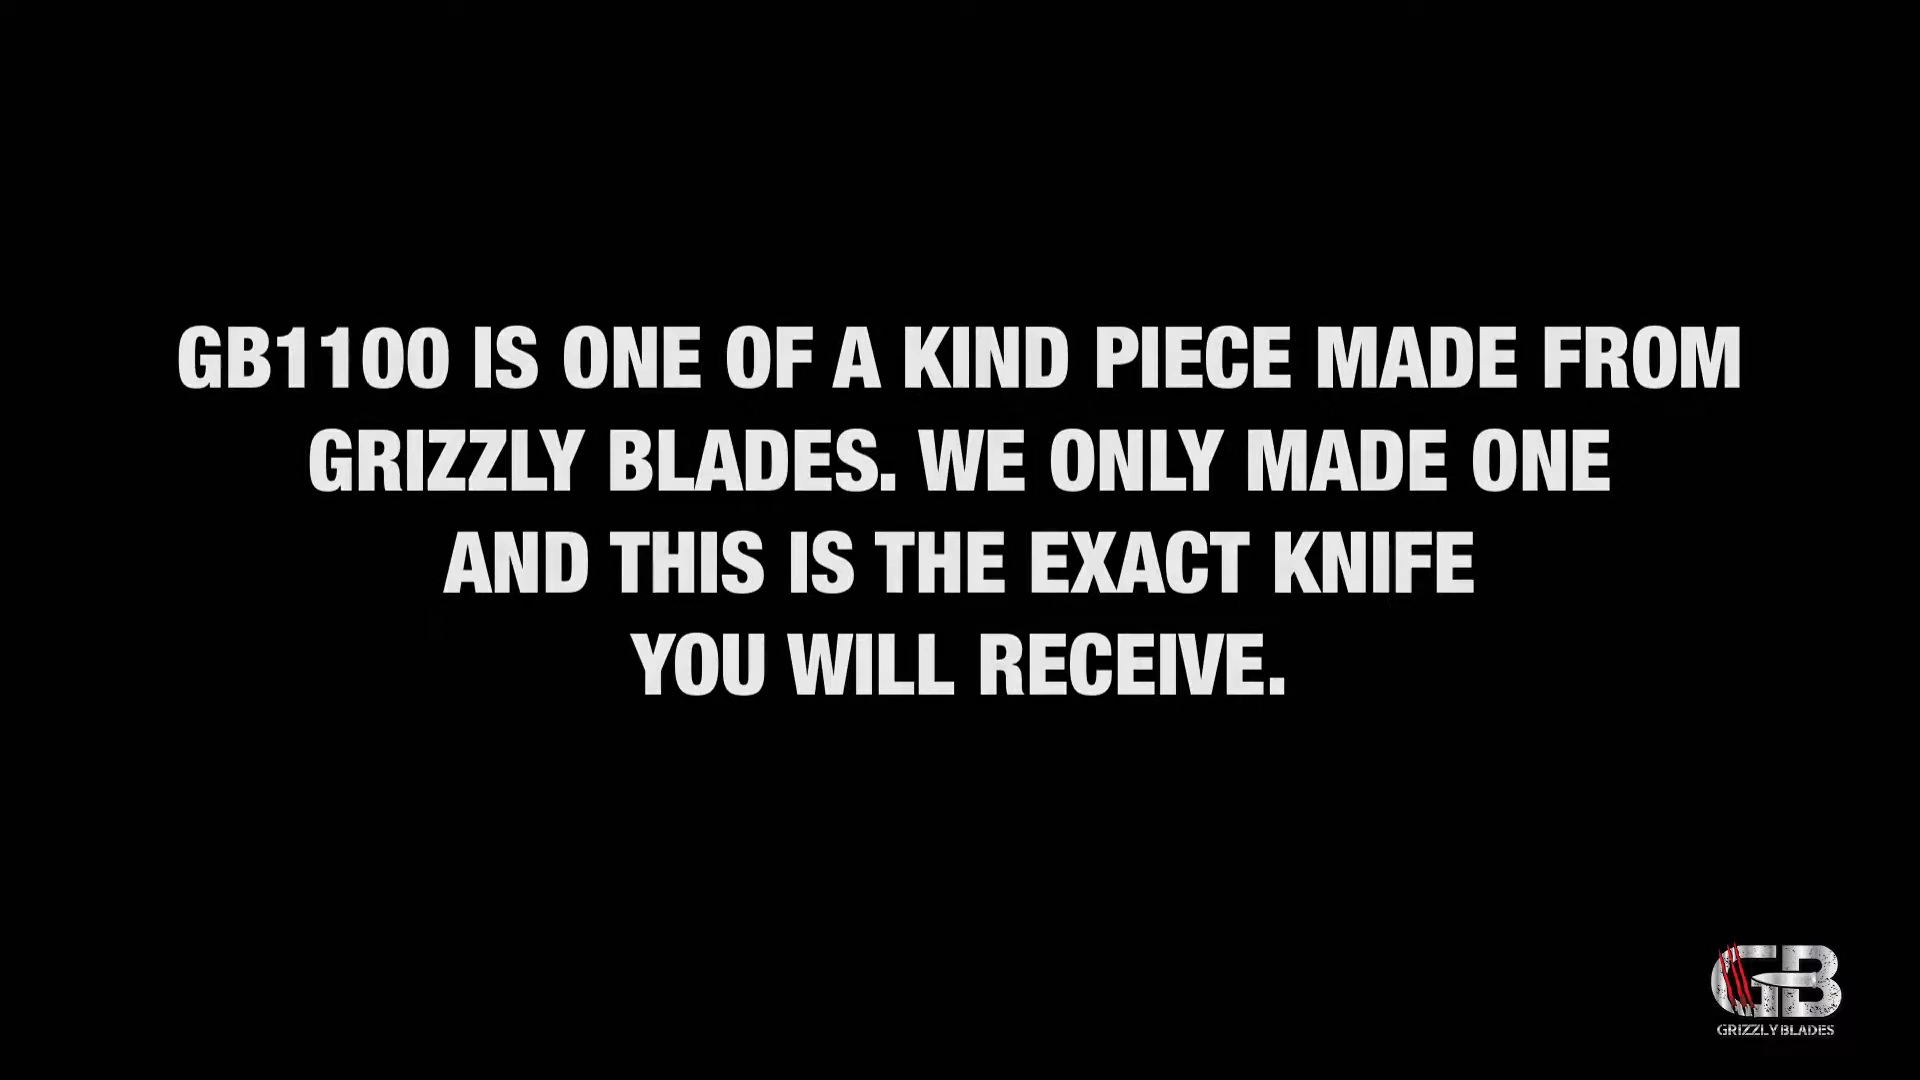 GB1100 IS ONE OF A KIND PIECE MADE FROM
GRIZZLY BLADES. WE ONLY MADE ONE
AND THIS IS THE EXACT KNIFE
YOU WILL RECEIVE.
GB
GRIZZLY BLADES